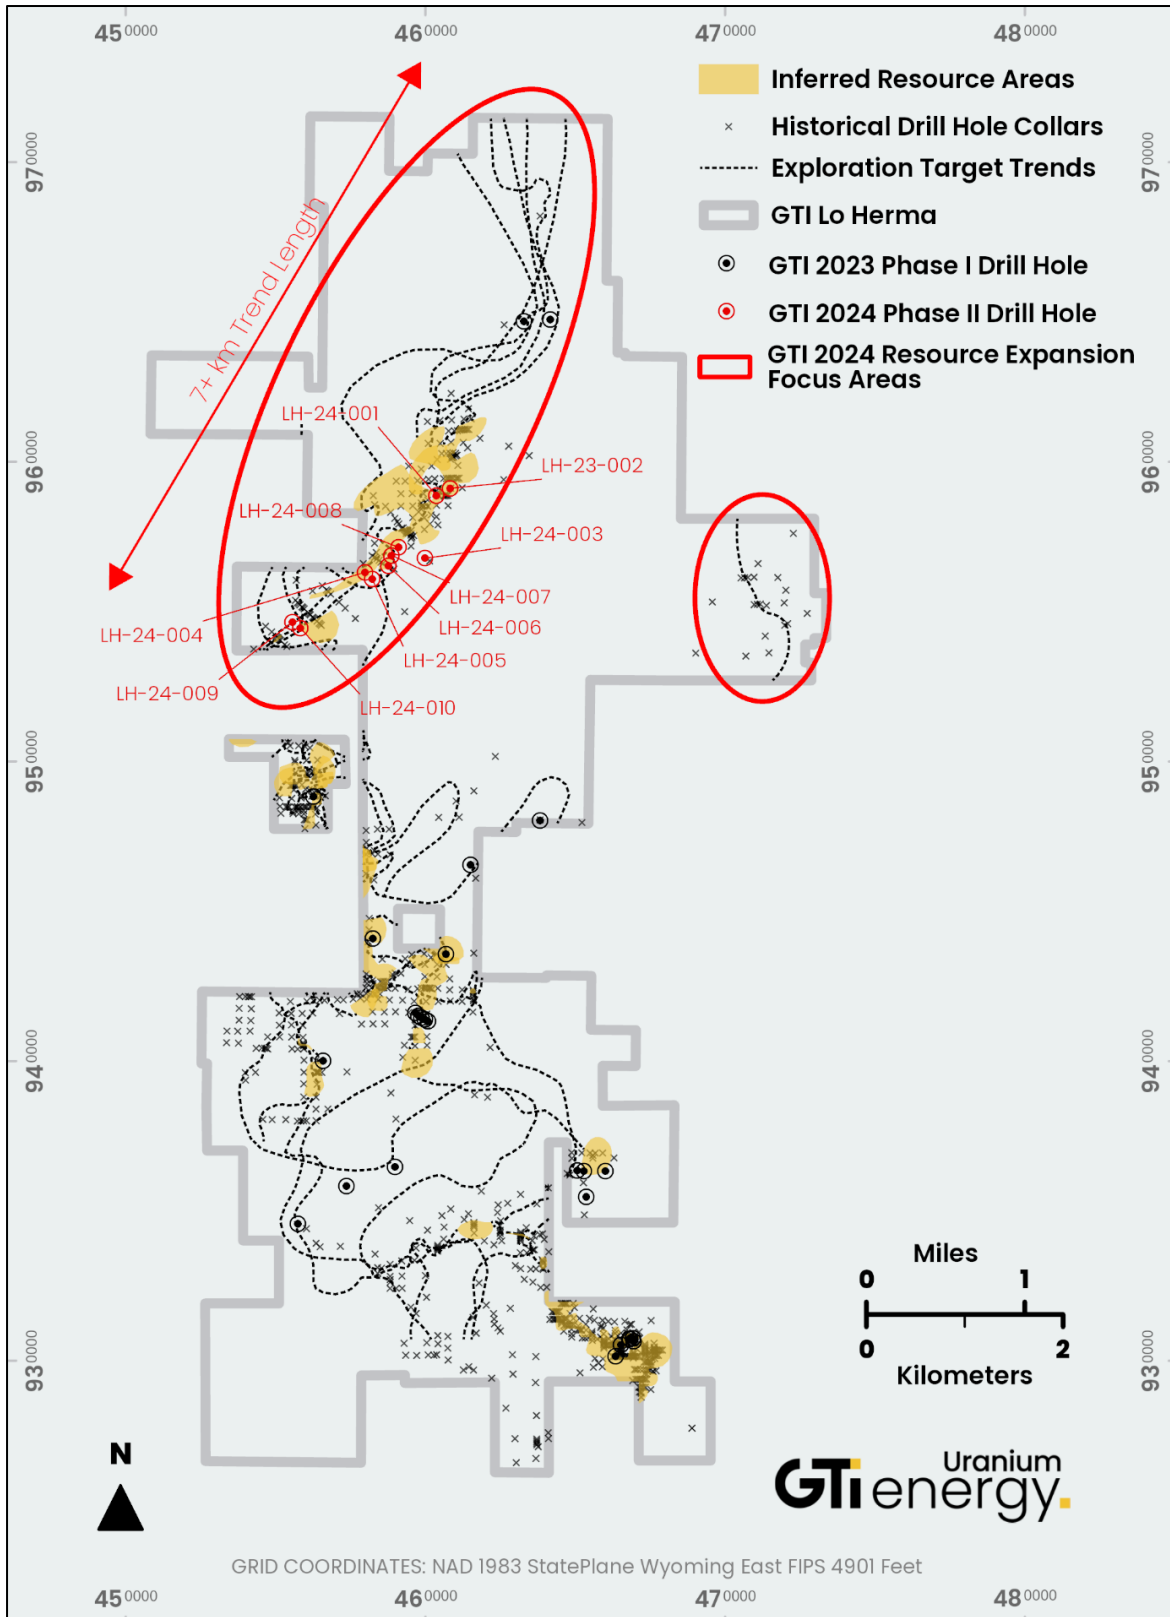 45⁰⁰⁰⁰ 46⁰⁰⁰⁰ 47⁰⁰⁰⁰ 48⁰⁰⁰⁰
Inferred Resource Areas
Historical Drill Hole Collars
Exploration Target Trends
GTI Lo Herma
GTI 2023 Phase I Drill Hole
GTI 2024 Phase II Drill Hole
GTI 2024 Resource Expansion
Focus Areas
97⁰⁰⁰⁰
97⁰⁰⁰⁰
7+ km Trend Length
LH-24-001
96⁰⁰⁰⁰
96⁰⁰⁰⁰
LH-23-002
LH-24-008
LH-24-003
LH-24-007
LH-24-004
LH-24-006
LH-24-005
LH-24-009
LH-24-010
95⁰⁰⁰⁰
95⁰⁰⁰⁰
94⁰⁰⁰⁰
94⁰⁰⁰⁰
93⁰⁰⁰⁰
93⁰⁰⁰⁰
Miles
0 1
0 2
Kilometers
N
GTi energy.
Uranium
GRID COORDINATES: NAD 1983 StatePlane Wyoming East FIPS 4901 Feet
45⁰⁰⁰⁰ 46⁰⁰⁰⁰ 47⁰⁰⁰⁰ 48⁰⁰⁰⁰